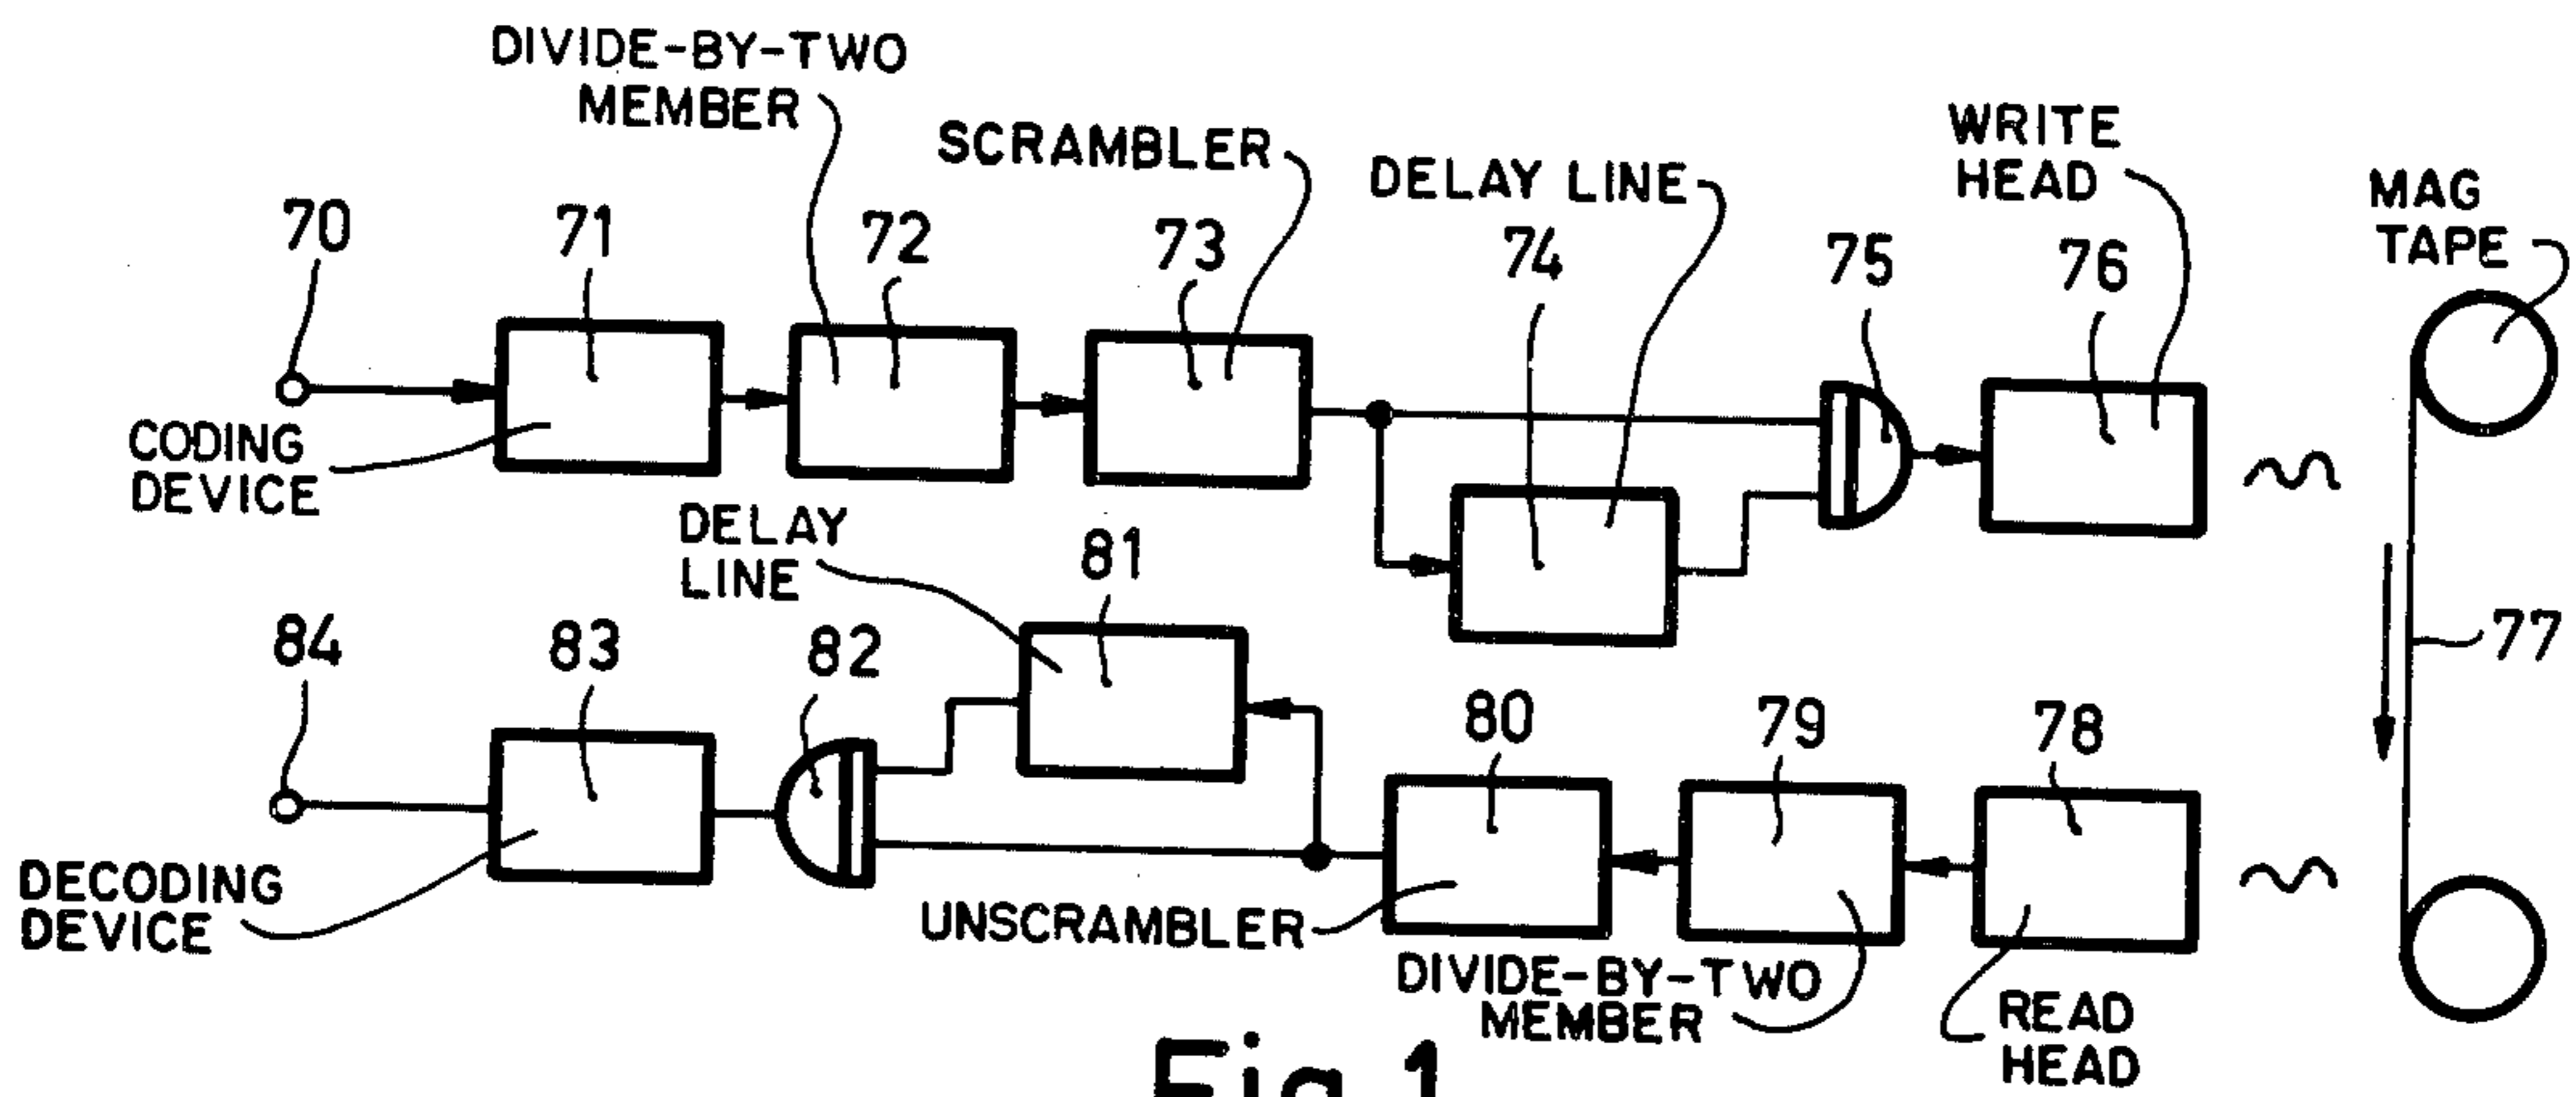 DIVIDE-BY-TWO
MEMBER
SCRAMBLER
DELAY LINE
WRITE
HEAD
MAG
TAPE
70
71
72
73
74
75
76
CODING
DEVICE
DELAY
LINE
81
77
84
83
82
80
79
78
DECODING
DEVICE
UNSCRAMBLER
DIVIDE-BY-TWO
MEMBER
READ
HEAD
Fig.1